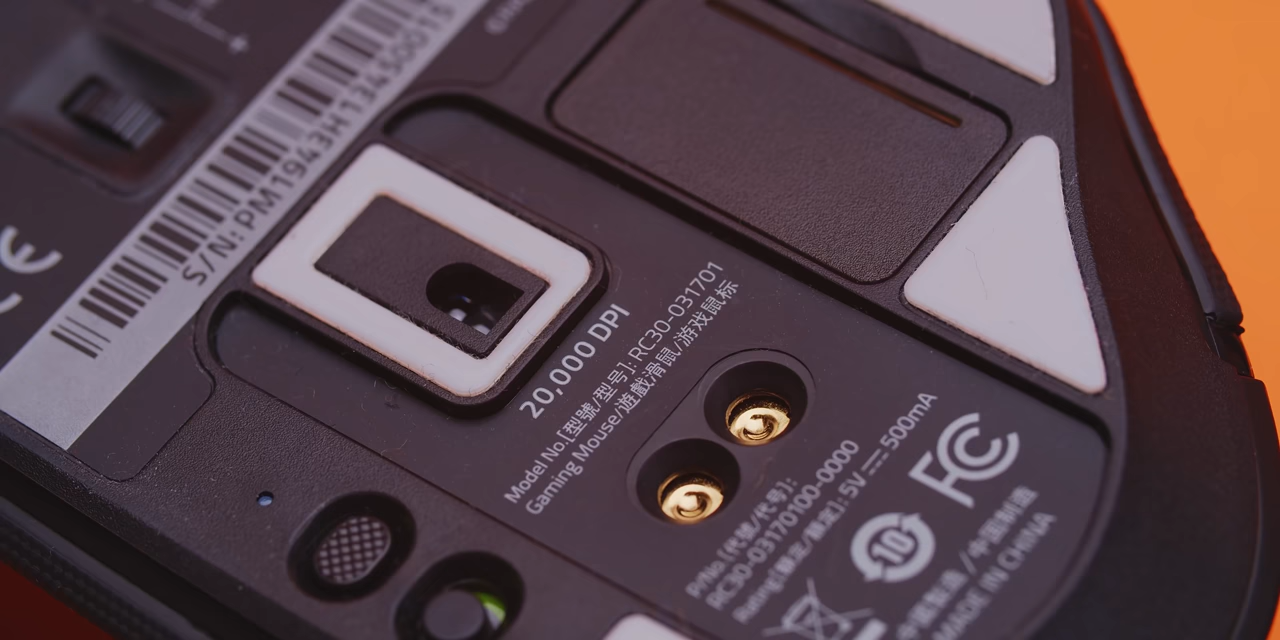 S/N: PM1943H13450015
20,000 DPI
Model No.[型號/型号]: RC30-031701
Gaming Mouse/遊戲滑鼠/游戏鼠标
P/No [代號/代号]:
RC30-03170100-0000
Rating[額定/额定]: 5V ⎓ 500mA
FC
10
中國製造 / 中国制造
MADE IN CHINA
CE